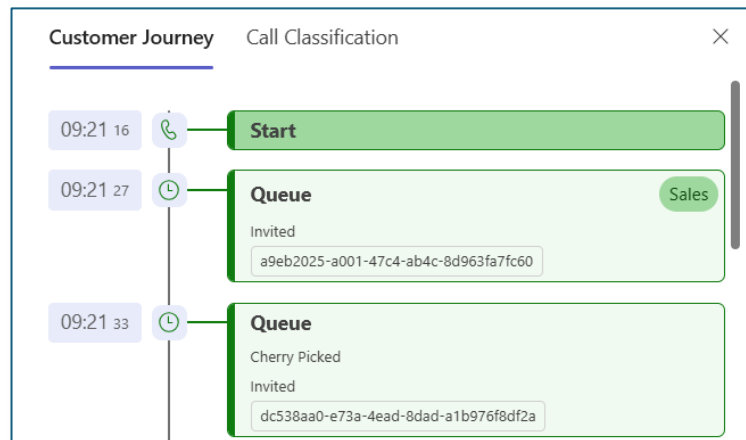 Customer Journey Call Classification
09:21 16 Start
09:21 27 Queue Sales
Invited
a9eb2025-a001-47c4-ab4c-8d963fa7fc60
09:21 33 Queue
Cherry Picked
Invited
dc538aa0-e73a-4ead-8dad-a1b976f8df2a